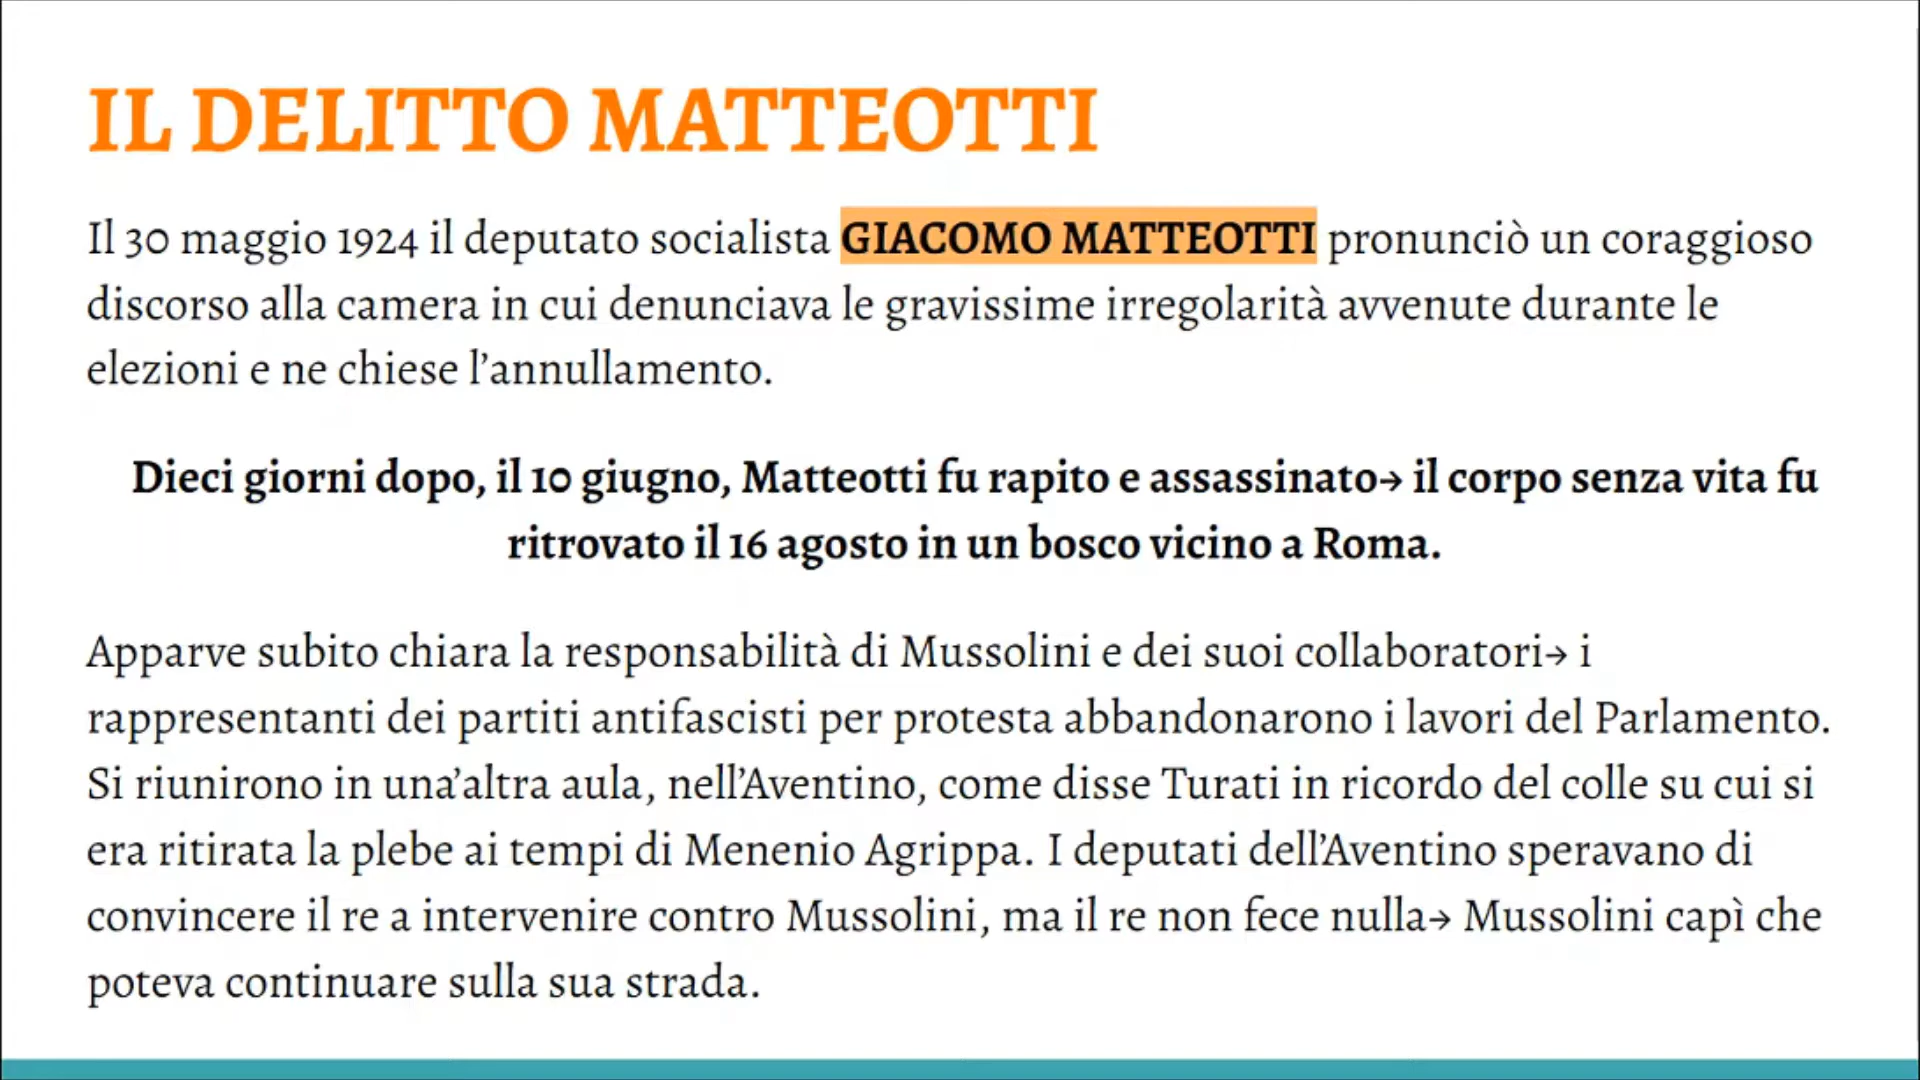 IL DELITTO MATTEOTTI
Il 30 maggio 1924 il deputato socialista GIACOMO MATTEOTTI pronunciò un coraggioso
discorso alla camera in cui denunciava le gravissime irregolarità avvenute durante le
elezioni e ne chiese l’annullamento.
Dieci giorni dopo, il 10 giugno, Matteotti fu rapito e assassinato→ il corpo senza vita fu
ritrovato il 16 agosto in un bosco vicino a Roma.
Apparve subito chiara la responsabilità di Mussolini e dei suoi collaboratori→ i
rappresentanti dei partiti antifascisti per protesta abbandonarono i lavori del Parlamento.
Si riunirono in una’altra aula, nell’Aventino, come disse Turati in ricordo del colle su cui si
era ritirata la plebe ai tempi di Menenio Agrippa. I deputati dell’Aventino speravano di
convincere il re a intervenire contro Mussolini, ma il re non fece nulla→ Mussolini capì che
poteva continuare sulla sua strada.